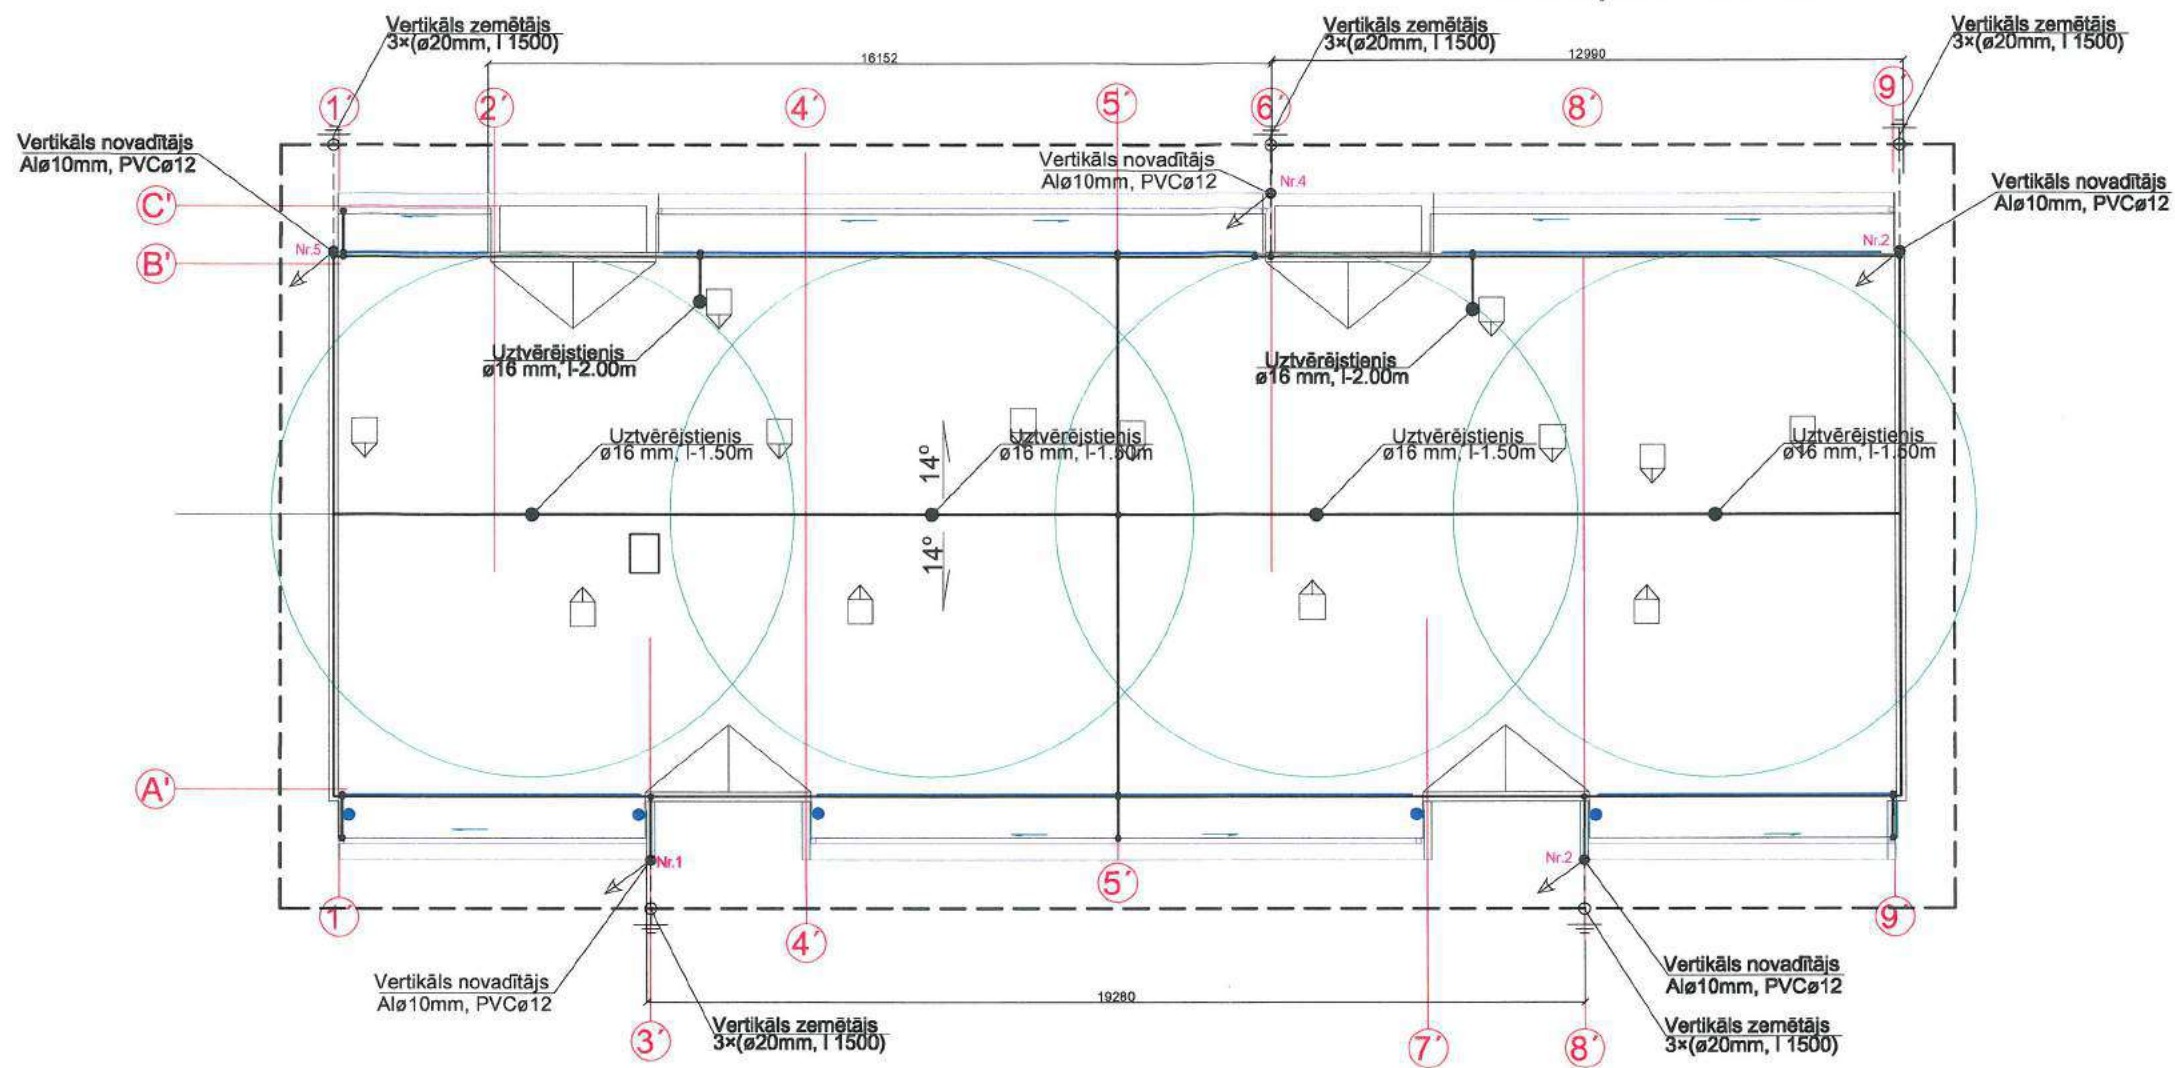 Vertikāls zemētājs
3×(ø20mm, l 1500)
Vertikāls zemētājs
3×(ø20mm, l 1500)
Vertikāls zemētājs
3×(ø20mm, l 1500)
16152
12990
1´
2´
4´
5´
6´
8´
9´
Vertikāls novadītājs
Alø10mm, PVCø12
Vertikāls novadītājs
Alø10mm, PVCø12
Nr.4
Vertikāls novadītājs
Alø10mm, PVCø12
C'
Nr.5
Nr.2
B'
Uztvērējstienis
ø16 mm, l-2.00m
Uztvērējstienis
ø16 mm, l-2.00m
Uztvērējstienis
ø16 mm, l-1.50m
14°
Uztvērējstienis
ø16 mm, l-1.50m
Uztvērējstienis
ø16 mm, l-1.50m
Uztvērējstienis
ø16 mm, l-1.50m
14°
A'
Nr.1
Nr.2
1´
4´
5´
9´
Vertikāls novadītājs
Alø10mm, PVCø12
19280
Vertikāls novadītājs
Alø10mm, PVCø12
3´
Vertikāls zemētājs
3×(ø20mm, l 1500)
7´
8´
Vertikāls zemētājs
3×(ø20mm, l 1500)